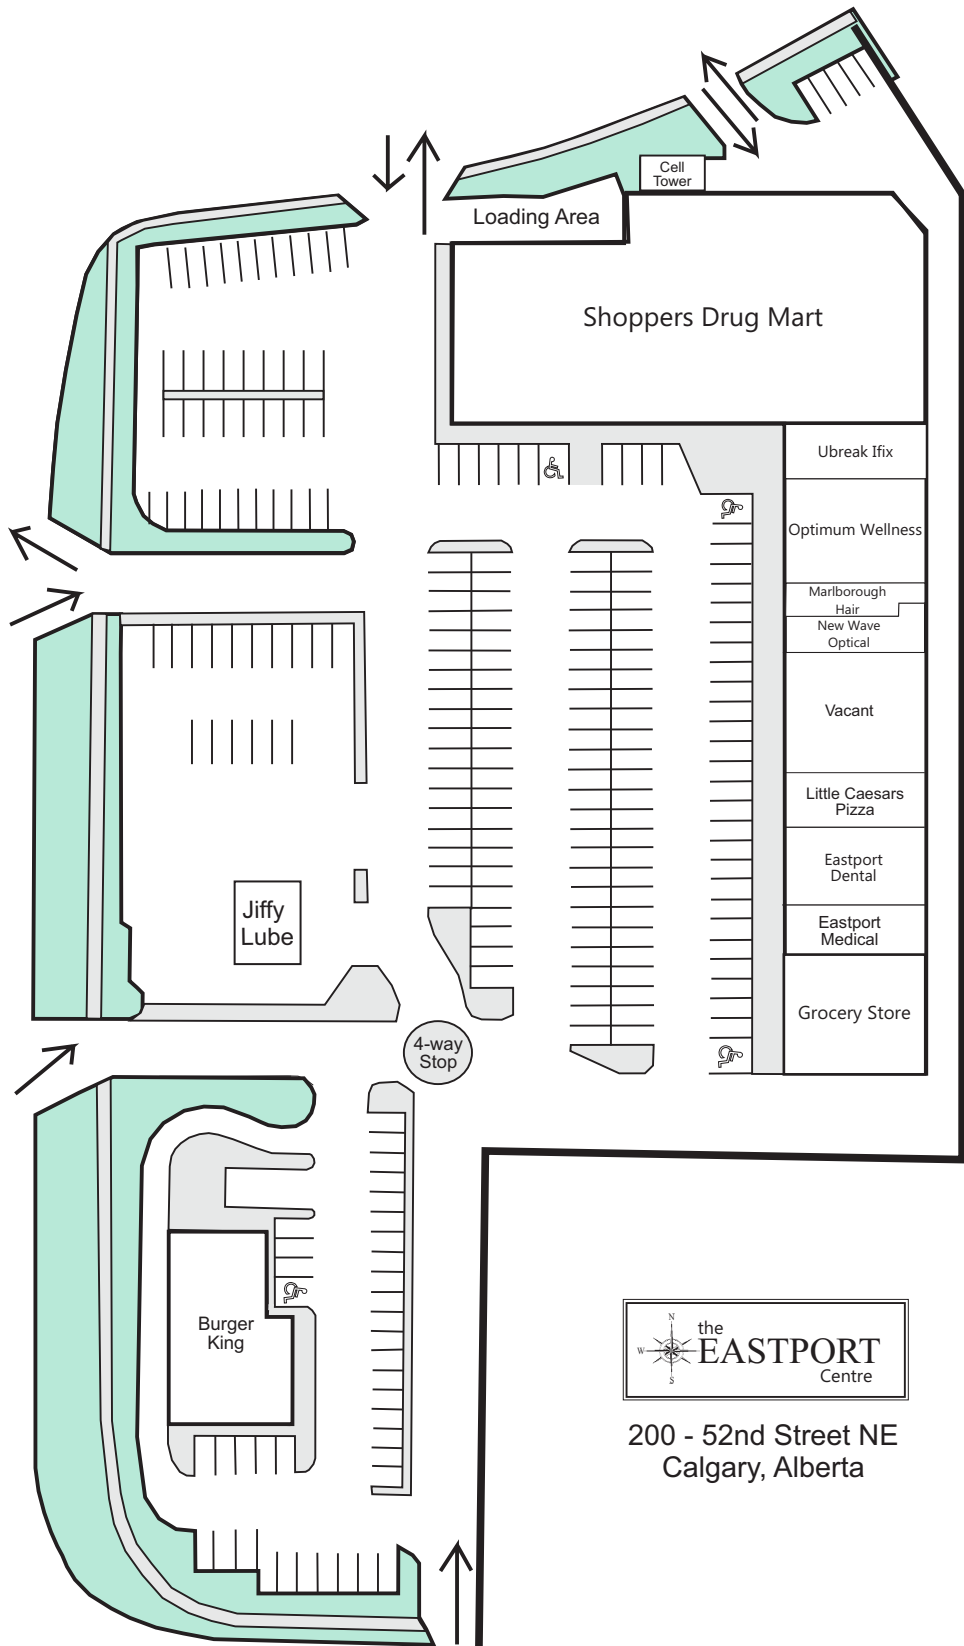 Cell
Tower
Loading Area
Shoppers Drug Mart
Ubreak Ifix
Optimum Wellness
Marlborough
Hair
New Wave
Optical
Vacant
Little Caesars
Pizza
Eastport
Dental
Eastport
Medical
Grocery Store
Jiffy
Lube
4-way
Stop
Burger
King
N
W
S
the
EASTPORT
Centre
200 - 52nd Street NE
Calgary, Alberta